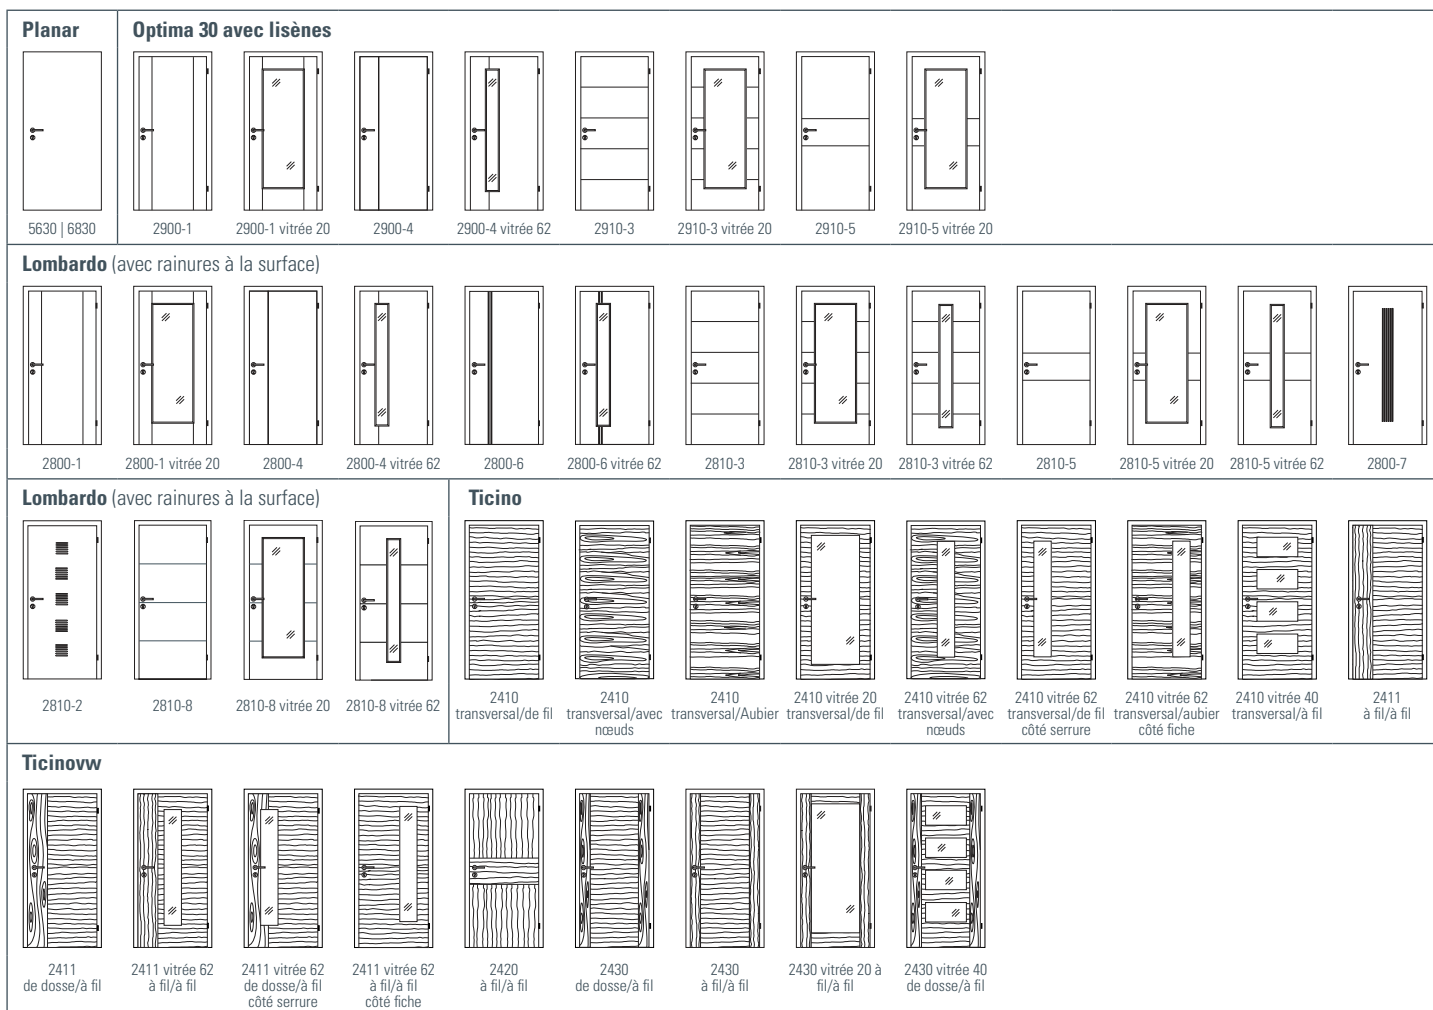 Planar
Optima 30 avec lisènes
5630 | 6830
2900-1
2900-1 vitrée 20
2900-4
2900-4 vitrée 62
2910-3
2910-3 vitrée 20
2910-5
2910-5 vitrée 20
Lombardo (avec rainures à la surface)
2800-1
2800-1 vitrée 20
2800-4
2800-4 vitrée 62
2800-6
2800-6 vitrée 62
2810-3
2810-3 vitrée 20
2810-3 vitrée 62
2810-5
2810-5 vitrée 20
2810-5 vitrée 62
2800-7
Lombardo (avec rainures à la surface)
2810-2
2810-8
2810-8 vitrée 20
2810-8 vitrée 62
Ticino
2410
transversal/de fil
2410
transversal/avec
nœuds
2410
transversal/Aubier
2410 vitrée 20
transversal/de fil
2410 vitrée 62
transversal/avec
nœuds
2410 vitrée 62
transversal/de fil
côté serrure
2410 vitrée 62
transversal/aubier
côté fiche
2410 vitrée 40
transversal/à fil
2411
à fil/à fil
Ticinovw
2411
de dosse/à fil
2411 vitrée 62
à fil/à fil
2411 vitrée 62
de dosse/à fil
côté serrure
2411 vitrée 62
à fil/à fil
côté fiche
2420
à fil/à fil
2430
de dosse/à fil
2430
à fil/à fil
2430 vitrée 20 à
fil/à fil
2430 vitrée 40
de dosse/à fil